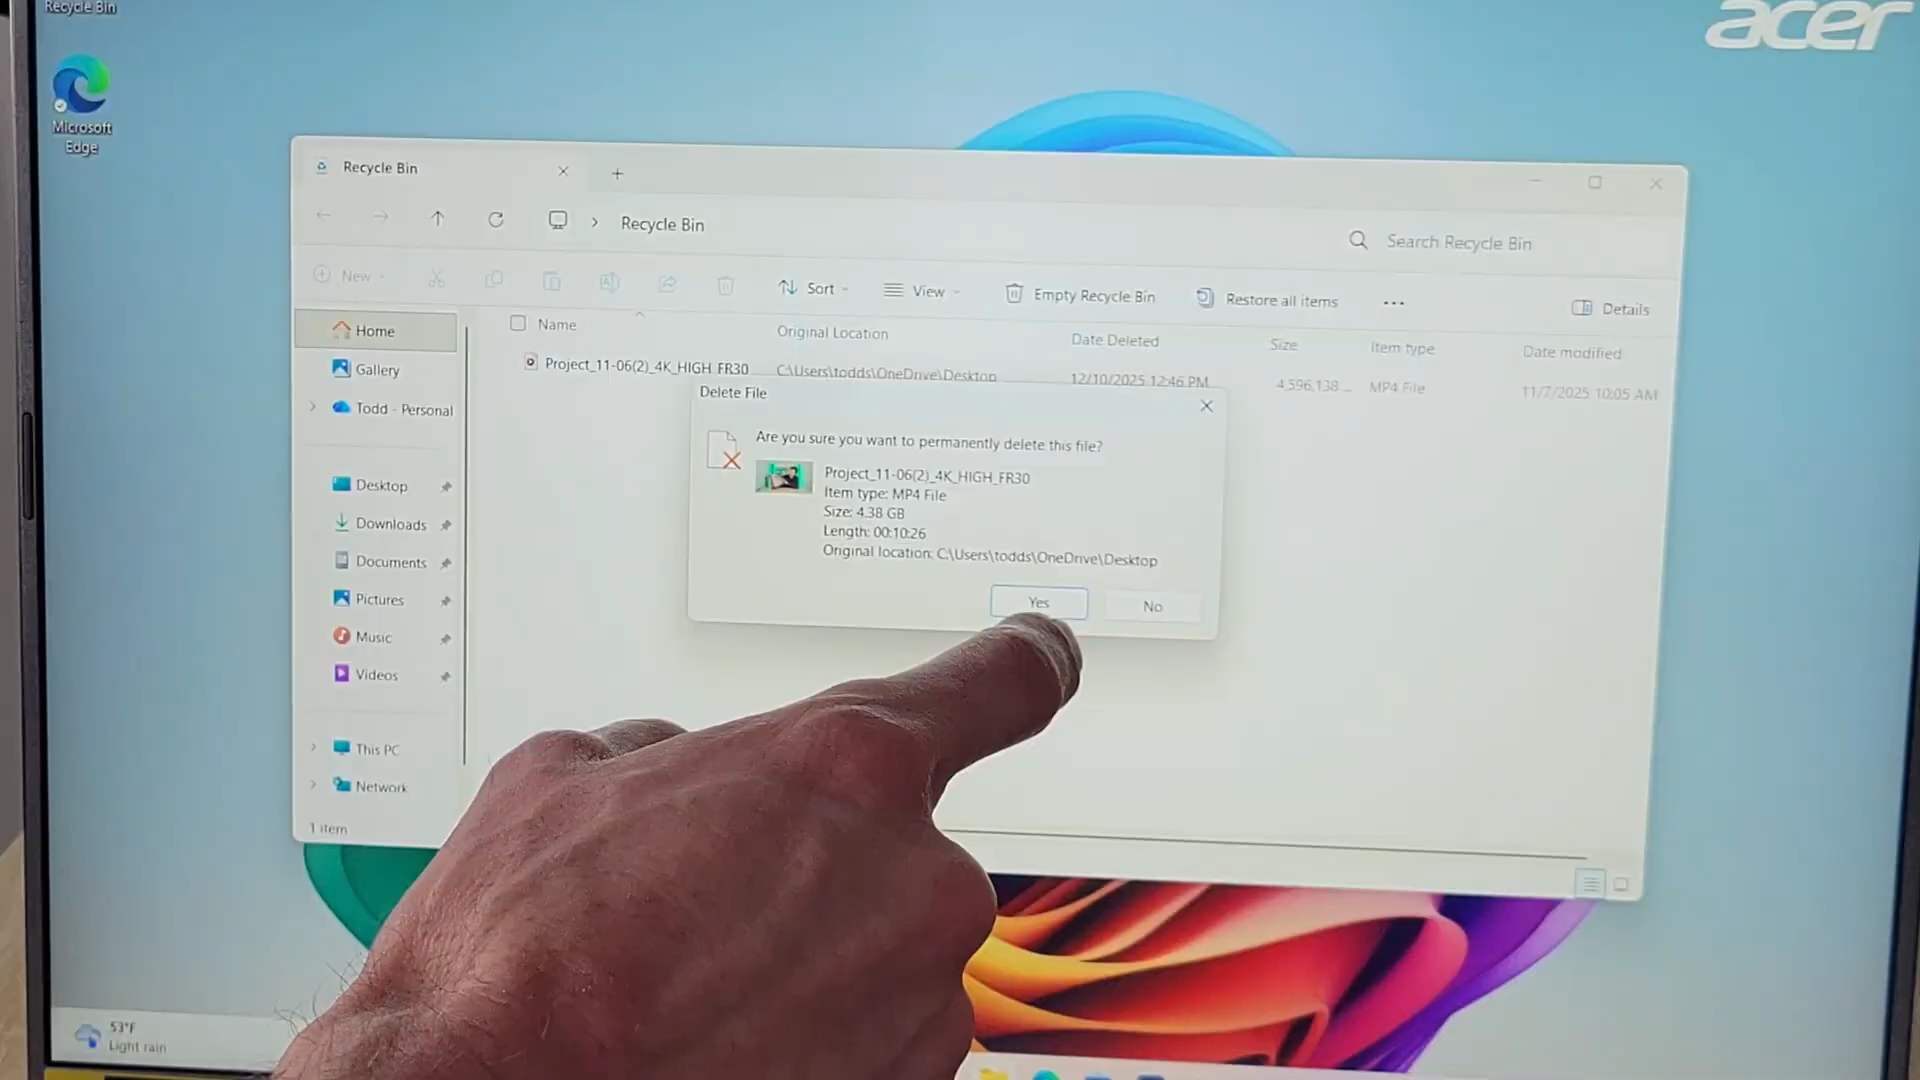 Recycle Bin
acer
Microsoft
Edge
Recycle Bin
Recycle Bin
Search Recycle Bin
New
Sort
View
Empty Recycle Bin
Restore all items
...
Details
Name
Original Location
Date Deleted
Size
Item type
Date modified
Project_11-06(2)_4K_HIGH_FR30
C:\Users\todds\OneDrive\Desktop
12/10/2025 12:46 PM
4,596,138...
MP4 File
11/7/2025 10:05 AM
Home
Gallery
Todd - Personal
Desktop
Downloads
Documents
Pictures
Music
Videos
This PC
Network
1 item
Delete File
Are you sure you want to permanently delete this file?
Project_11-06(2)_4K_HIGH_FR30
Item type: MP4 File
Size: 4.38 GB
Length: 00:10:26
Original location: C:\Users\todds\OneDrive\Desktop
Yes
No
53°F
Light rain